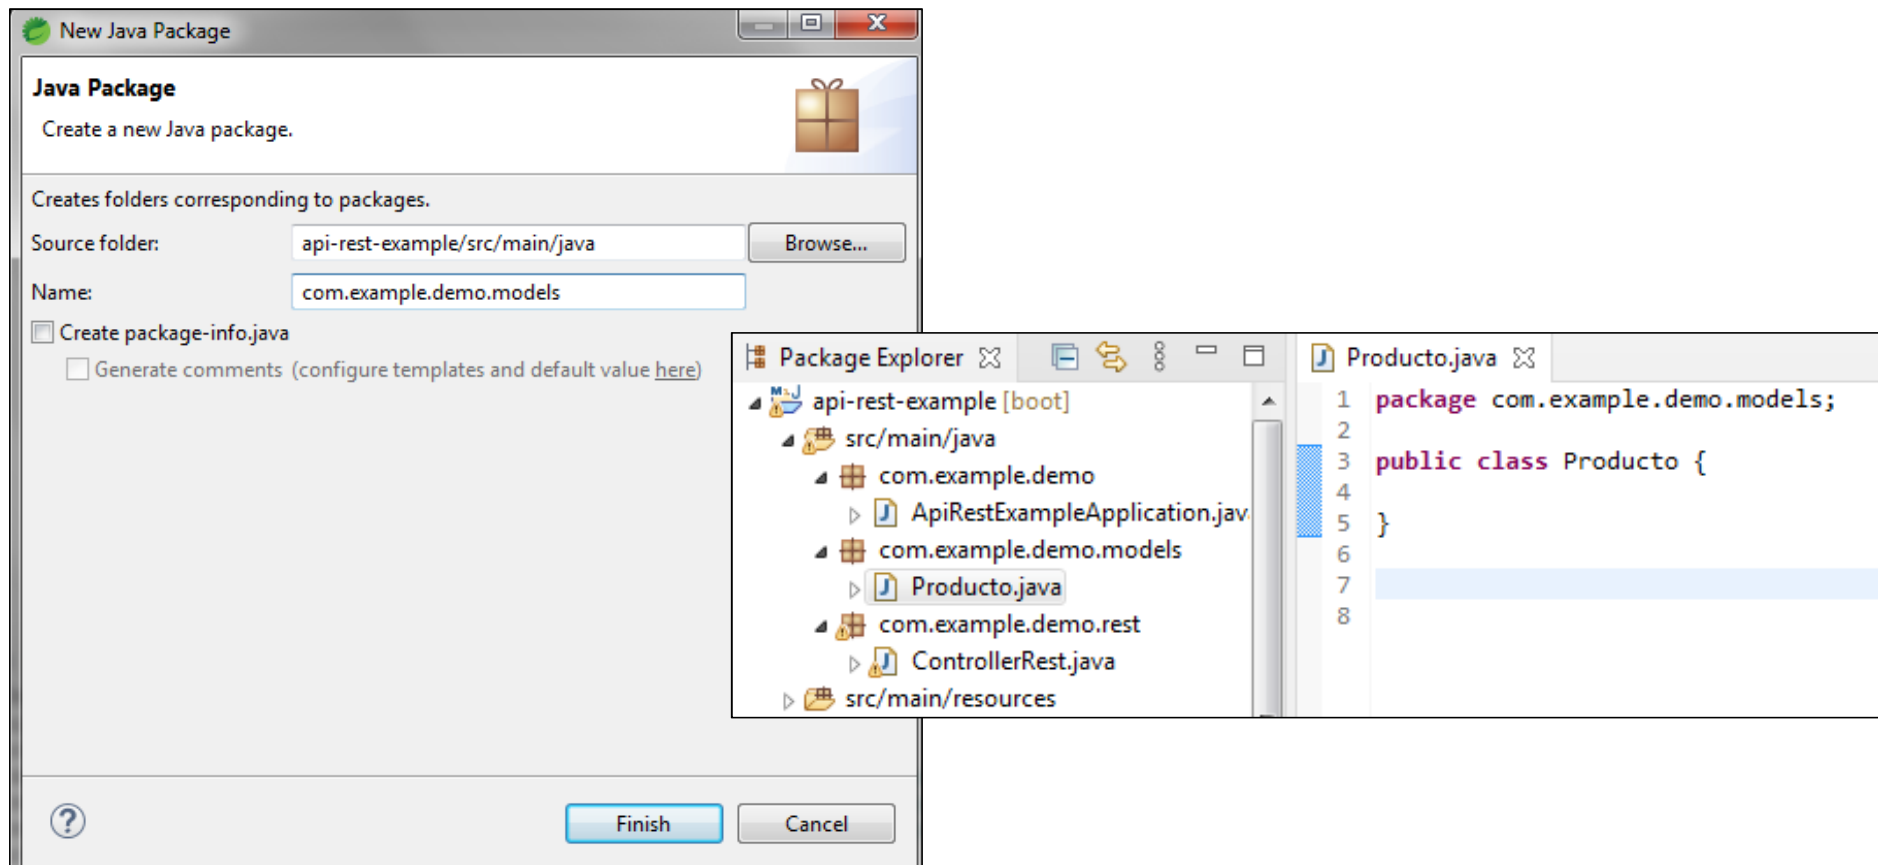 New Java Package
Java Package
Create a new Java package.
Creates folders corresponding to packages.
Source folder: api-rest-example/src/main/java Browse...
Name: com.example.demo.models
Create package-info.java
Generate comments (configure templates and default value here)
Finish Cancel
Package Explorer
api-rest-example [boot]
src/main/java
com.example.demo
ApiRestExampleApplication.jav
com.example.demo.models
Producto.java
com.example.demo.rest
ControllerRest.java
src/main/resources
Producto.java
1 package com.example.demo.models;
2
3 public class Producto {
4
5 }
6
7
8